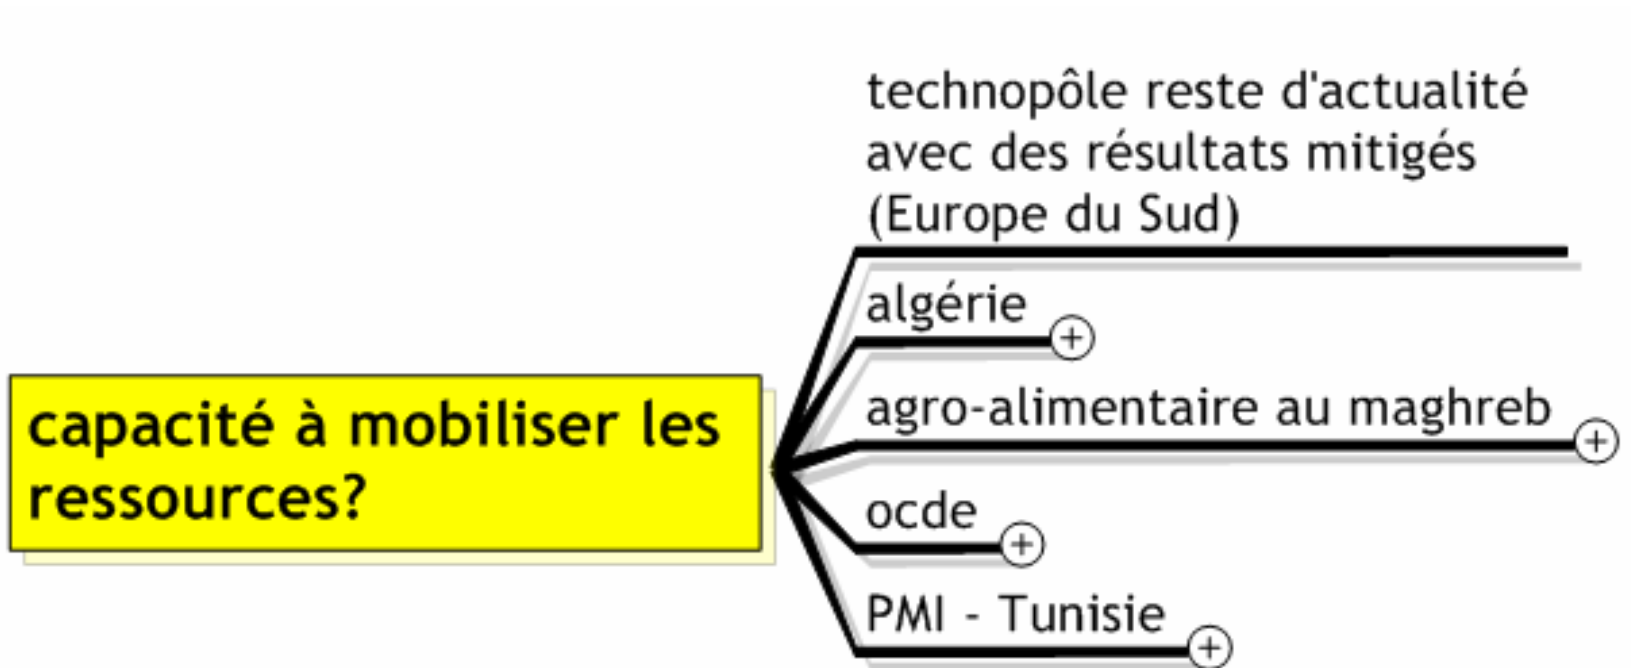 technopôle reste d'actualité
avec des résultats mitigés
(Europe du Sud)
algérie
agro-alimentaire au maghreb
capacité à mobiliser les
ressources?
ocde
PMI - Tunisie